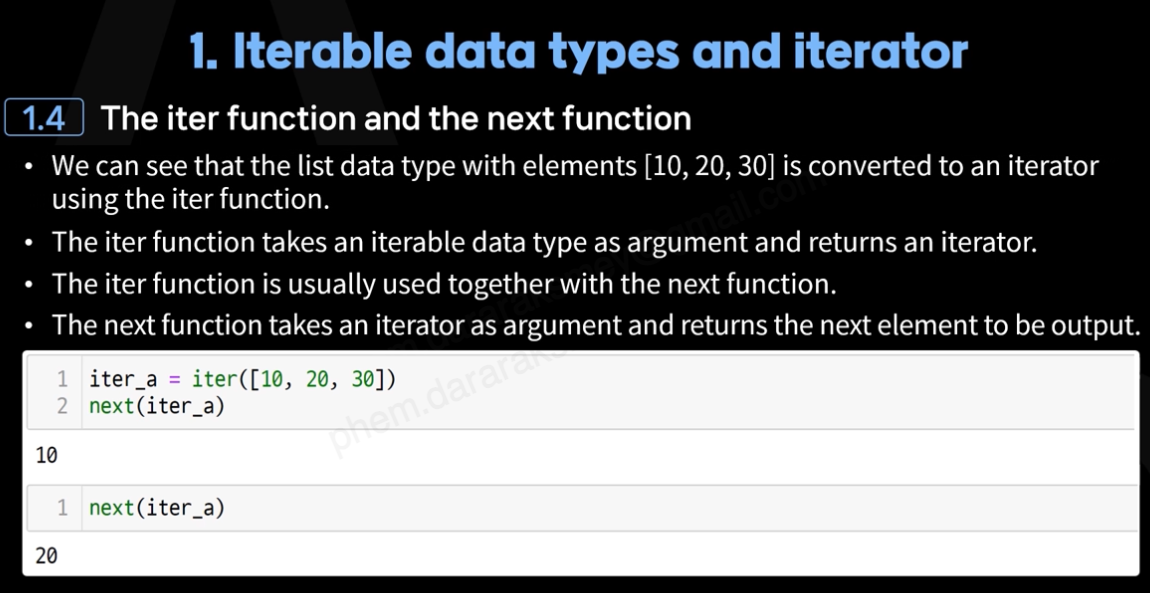 1. Iterable data types and iterator
1.4 The iter function and the next function
• We can see that the list data type with elements [10, 20, 30] is converted to an iterator
using the iter function.
• The iter function takes an iterable data type as argument and returns an iterator.
• The iter function is usually used together with the next function.
• The next function takes an iterator as argument and returns the next element to be output.
1 iter_a = iter([10, 20, 30])
2 next(iter_a)
10
1 next(iter_a)
20